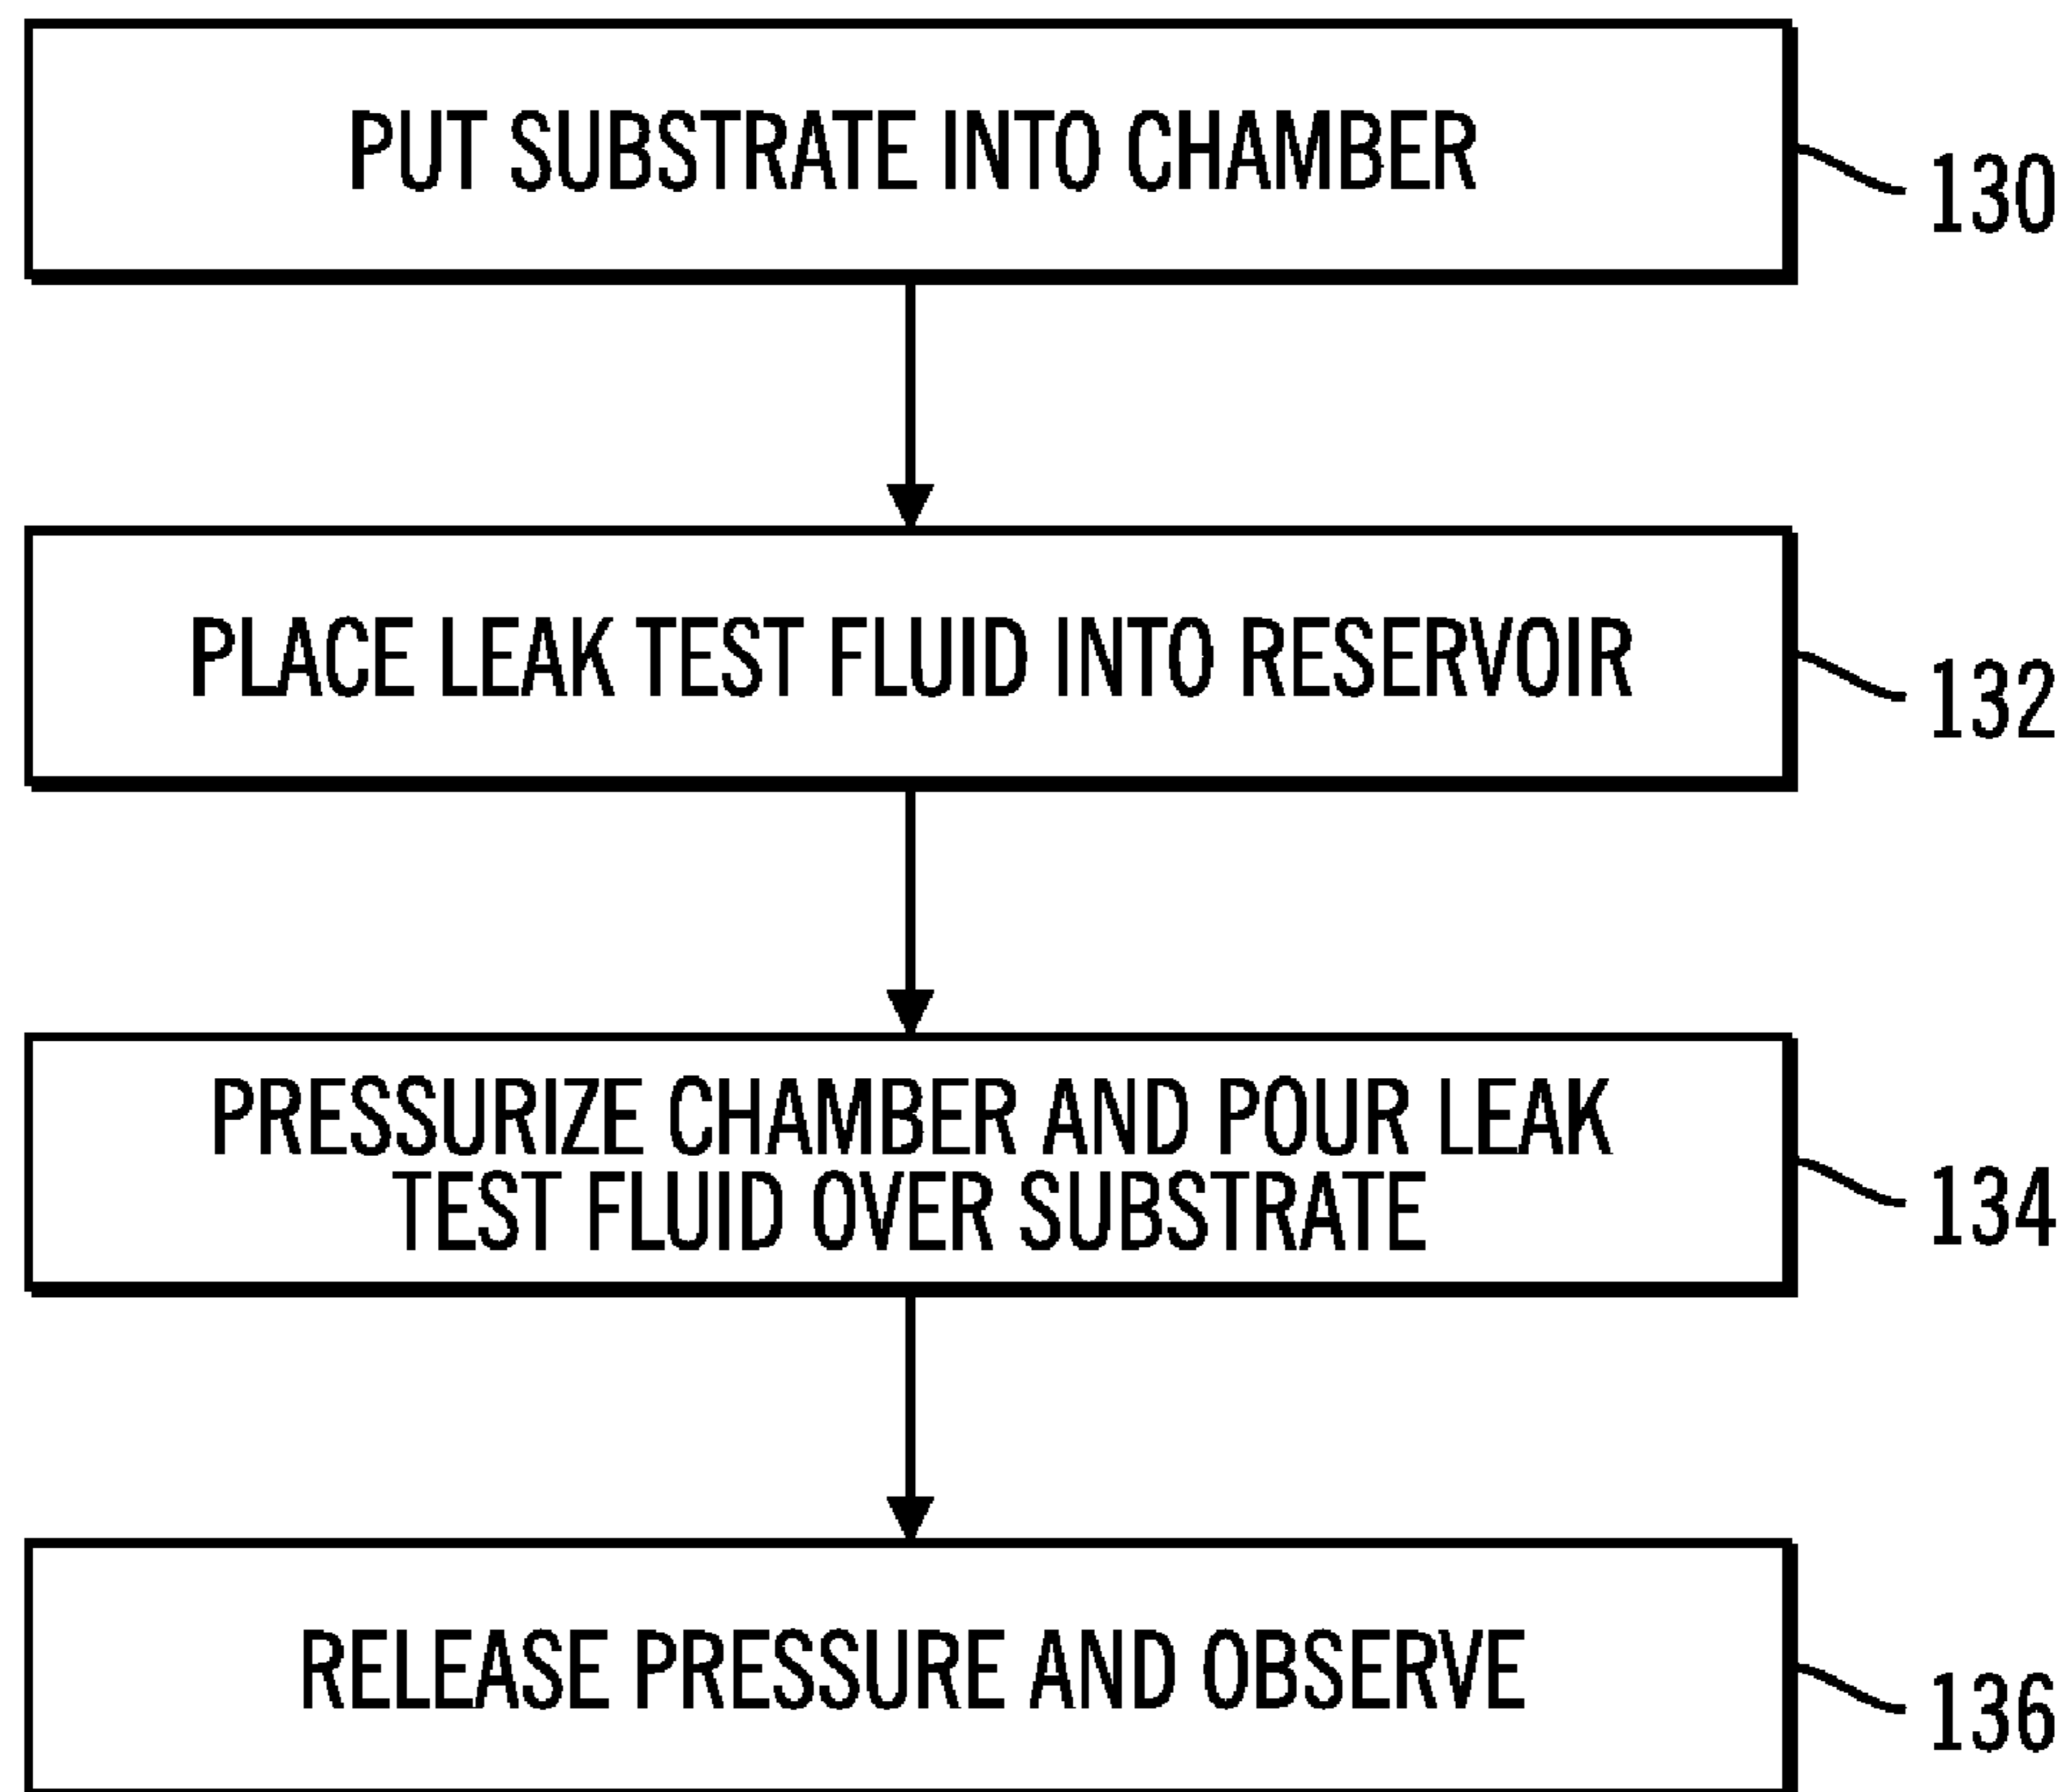 PUT SUBSTRATE INTO CHAMBER
130
PLACE LEAK TEST FLUID INTO RESERVOIR
132
PRESSURIZE CHAMBER AND POUR LEAK
TEST FLUID OVER SUBSTRATE
134
RELEASE PRESSURE AND OBSERVE
136